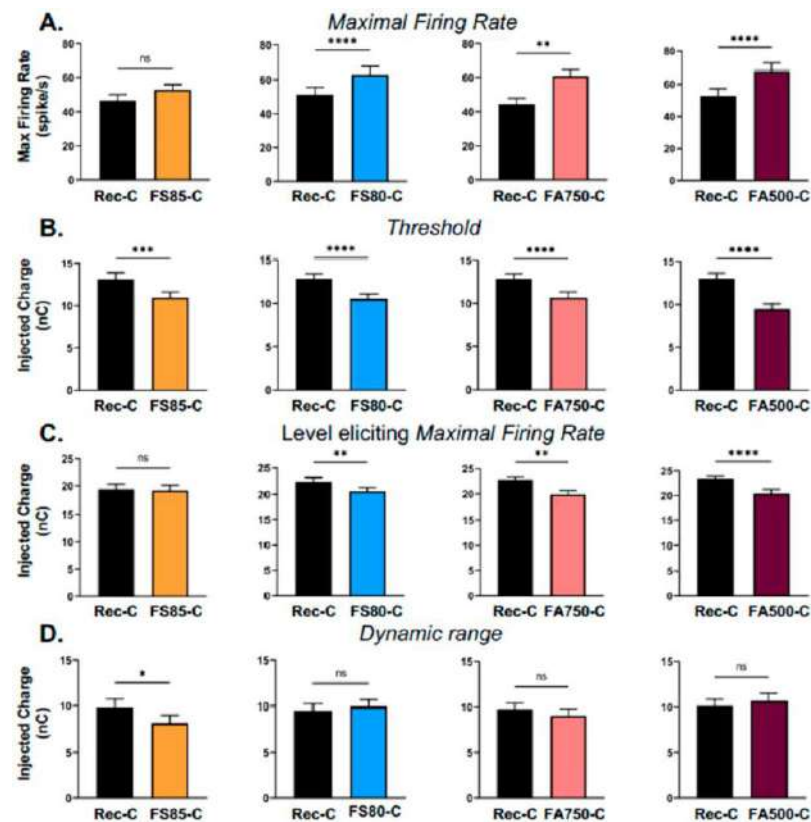 A. Maximal Firing Rate
Max Firing Rate
(spike/s)
80
60
40
20
0
ns
Rec-C FS85-C
80
60
40
20
0
****
Rec-C FS80-C
80
60
40
20
0
**
Rec-C FA750-C
80
60
40
20
0
****
Rec-C FA500-C
B. Threshold
Injected Charge
(nC)
15
10
5
0
***
Rec-C FS85-C
15
10
5
0
****
Rec-C FS80-C
15
10
5
0
****
Rec-C FA750-C
15
10
5
0
****
Rec-C FA500-C
C. Level eliciting Maximal Firing Rate
Injected Charge
(nC)
25
20
15
10
5
0
ns
Rec-C FS85-C
25
20
15
10
5
0
**
Rec-C FS80-C
25
20
15
10
5
0
**
Rec-C FA750-C
25
20
15
10
5
0
****
Rec-C FA500-C
D. Dynamic range
Injected Charge
(nC)
15
10
5
0
*
Rec-C FS85-C
15
10
5
0
ns
Rec-C FS80-C
15
10
5
0
ns
Rec-C FA750-C
15
10
5
0
ns
Rec-C FA500-C